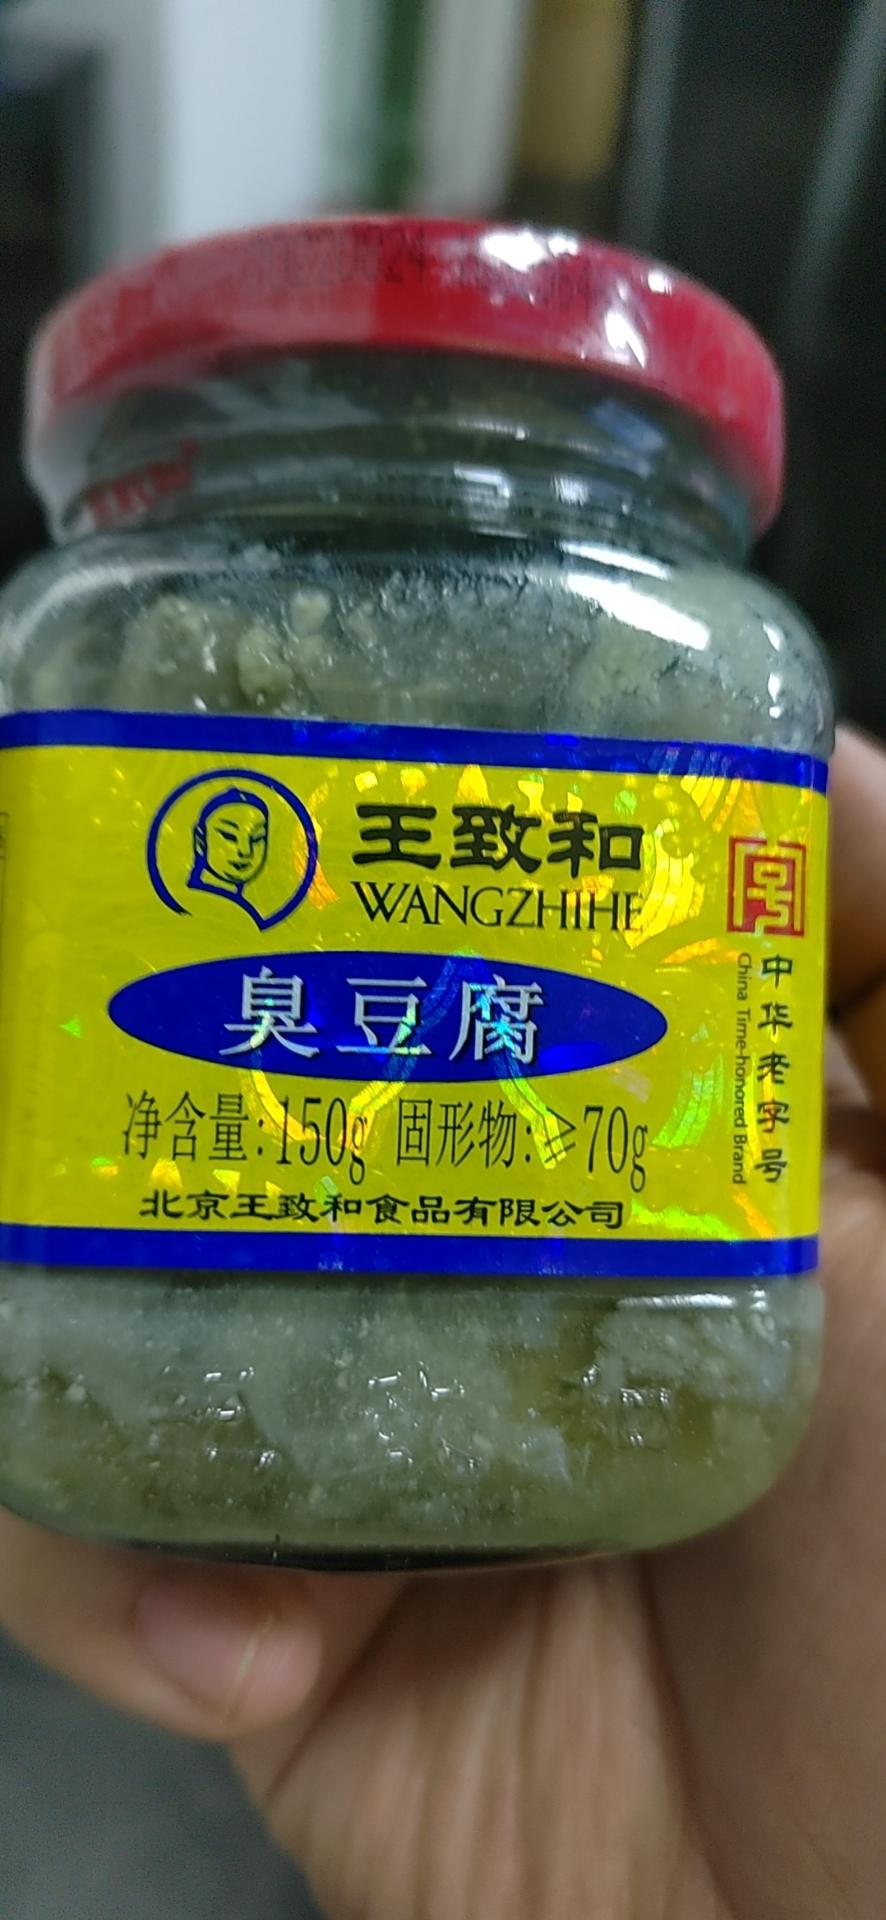 王致和
WANGZHIHE
臭豆腐
净含量:150g 固形物:≥70g
北京王致和食品有限公司
号
中华老字号
China Time-honored Brand